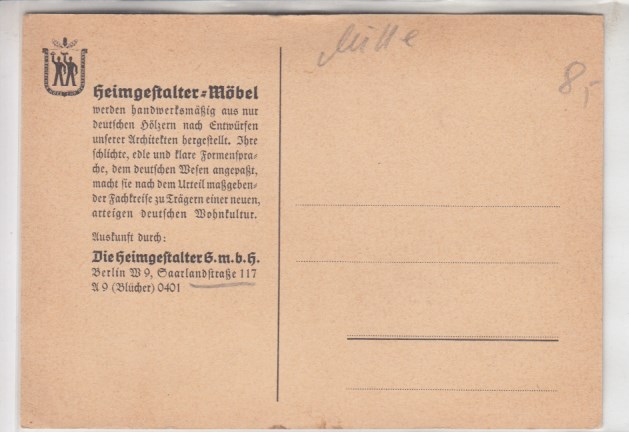 Mitte
8,-
Heimgestalter-Möbel
werden handwerksmäßig aus nur
deutschen Hölzern nach Entwürfen
unserer Architekten hergestellt. Ihre
schlichte, edle und klare Formenspra-
che, dem deutschen Wesen angepaßt,
macht sie nach dem Urteil maßgeben-
der Fachkreise zu Trägern einer neuen,
arteigen deutschen Wohnkultur.
Auskunft durch:
Die Heimgestalter G.m.b.H.
Berlin W 9, Saarlandstraße 117
A 9 (Blücher) 0401